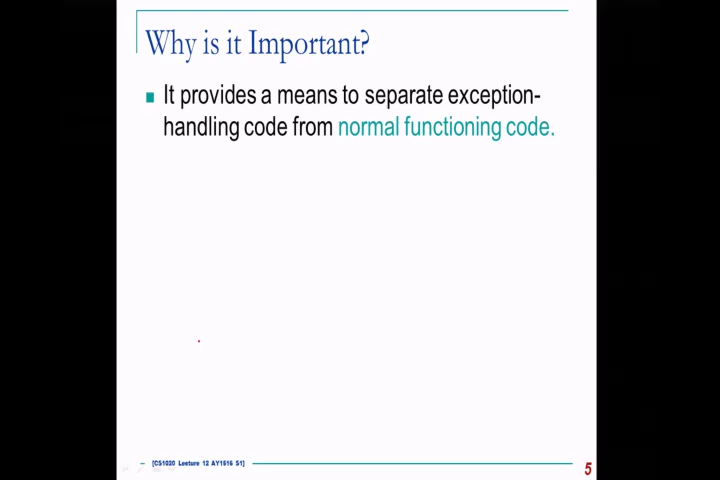 Why is it Important?
It provides a means to separate exception-
handling code from normal functioning code.
[CS1020 Lecture 12 AY1516 S1]
5